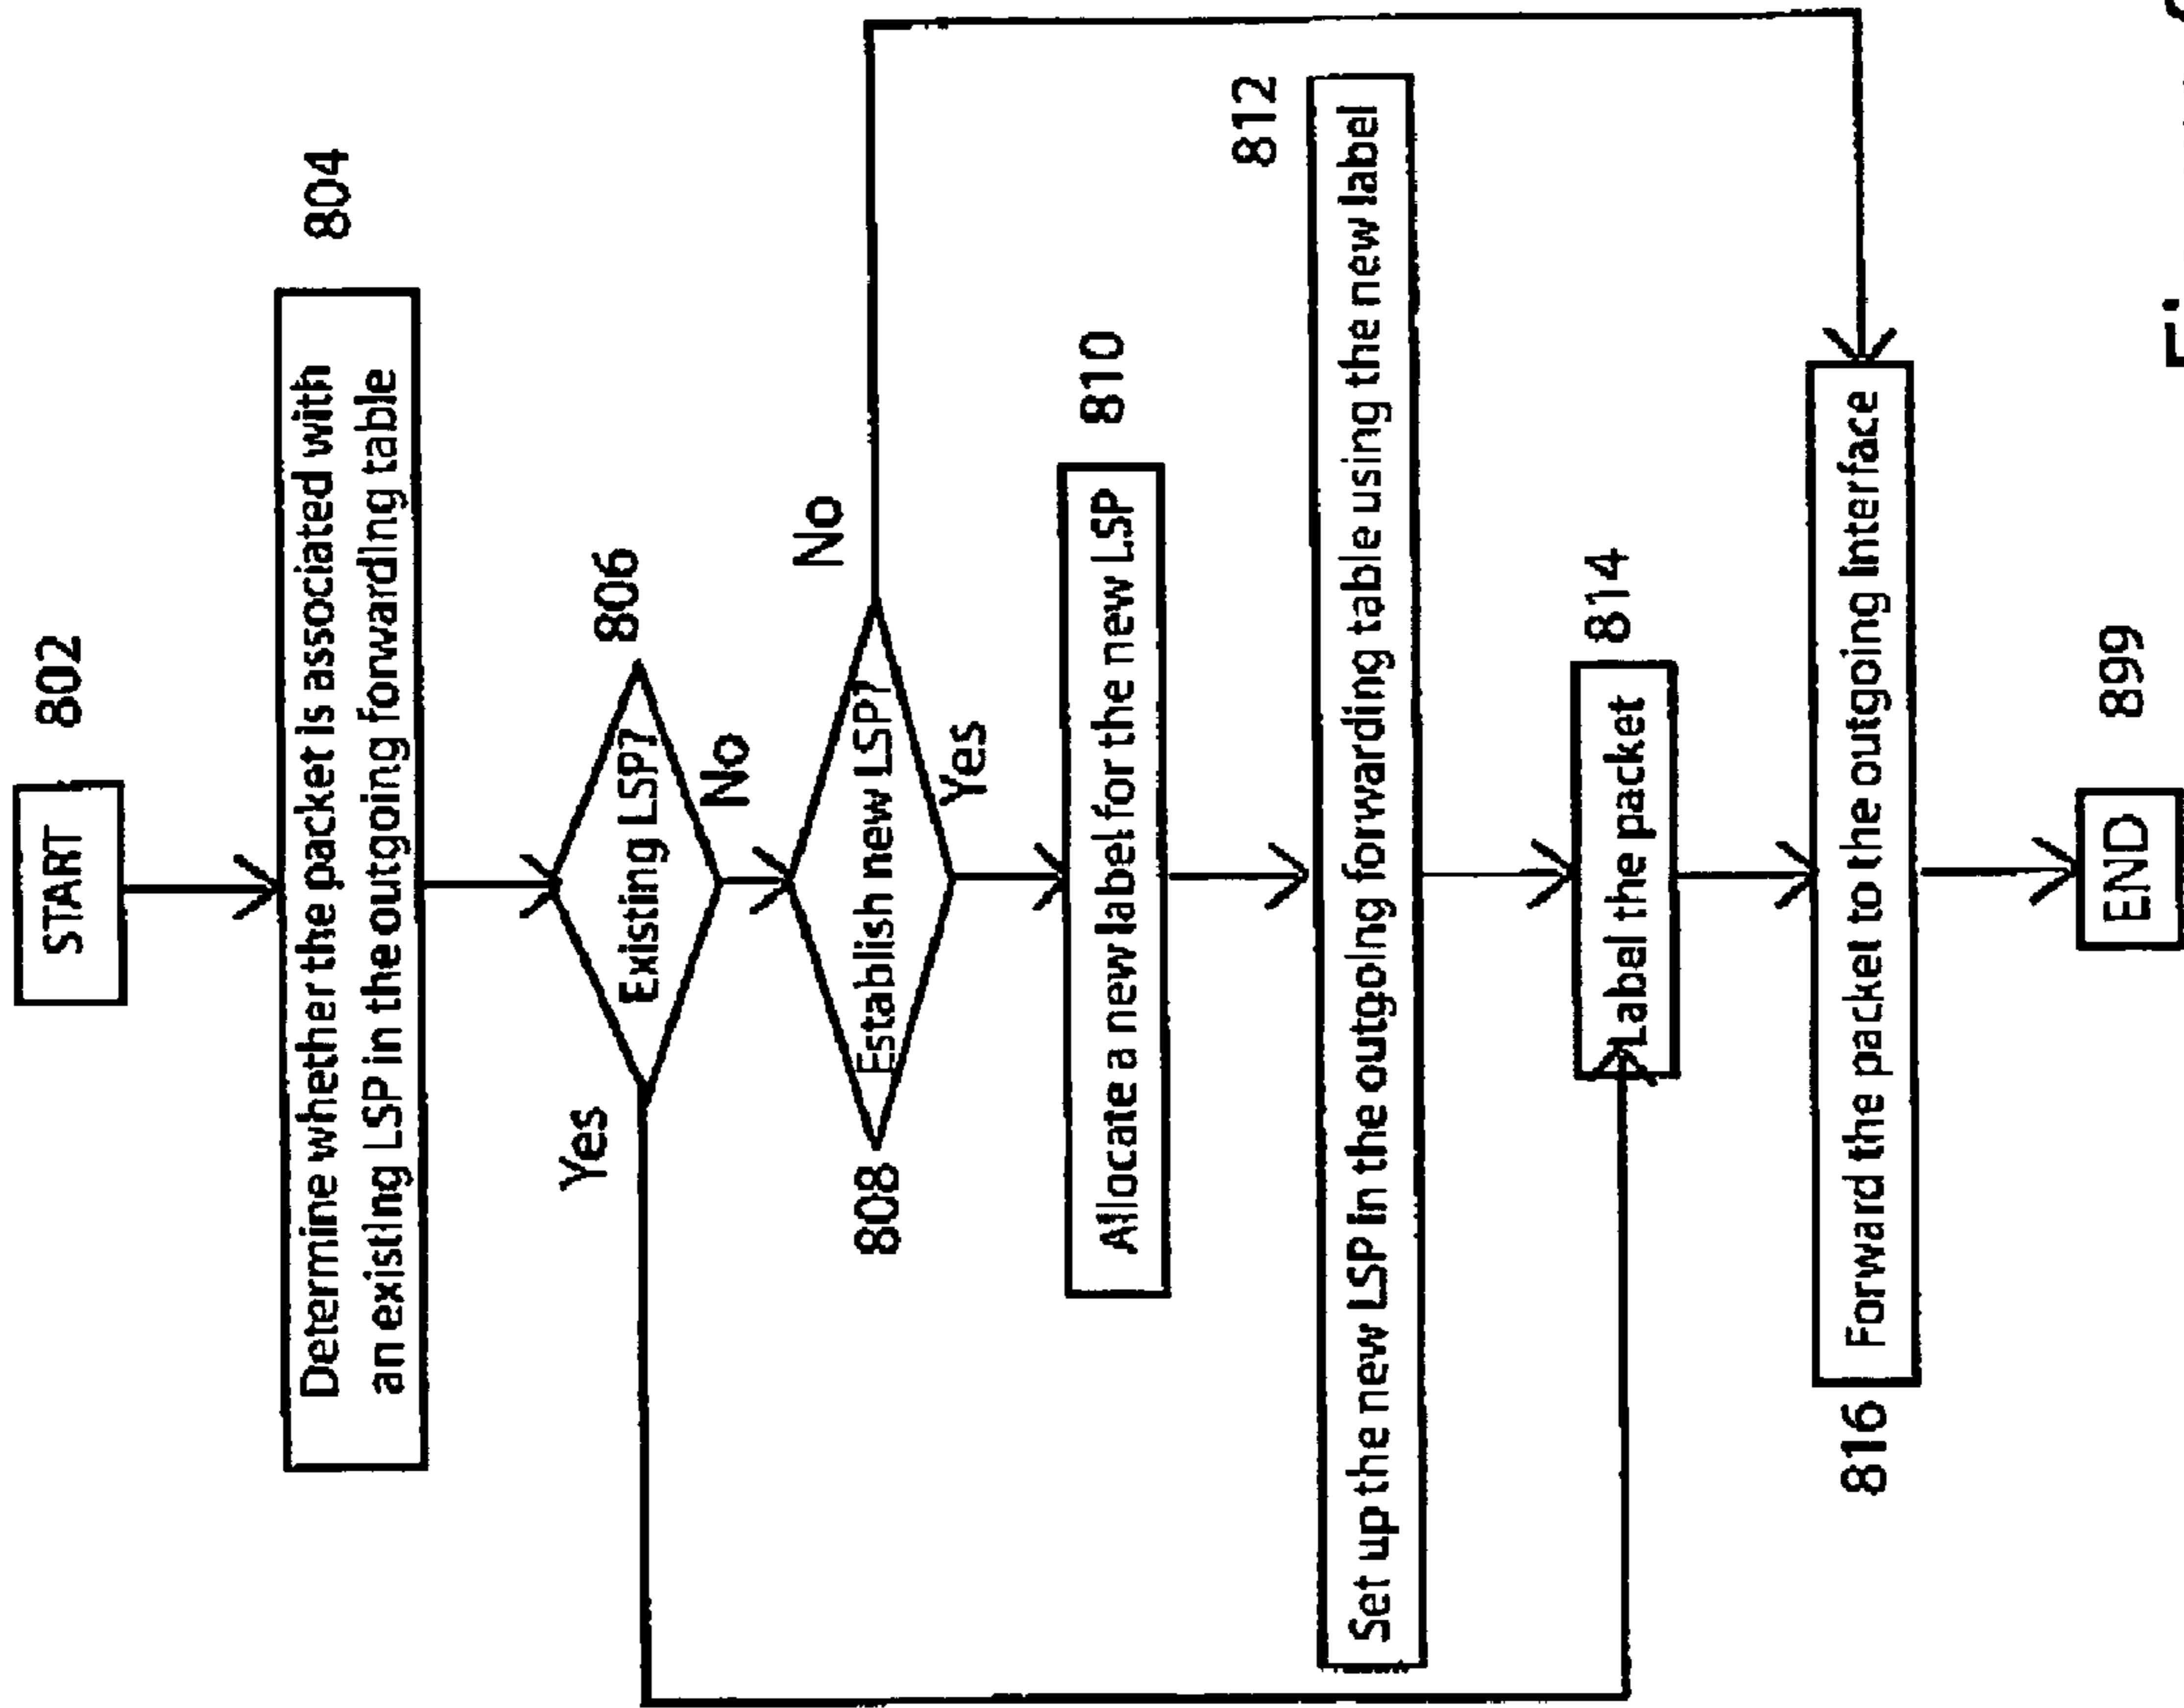 START 802
804
Determine whether the packet is associated with
an existing LSP in the outgoing forwarding table
806
Existing LSP?
Yes
No
808
Establish new LSP?
No
Yes
810
Allocate a new label for the new LSP
812
Set up the new LSP in the outgoing forwarding table using the new label
814
Label the packet
816 Forward the packet to the outgoing interface
END 899